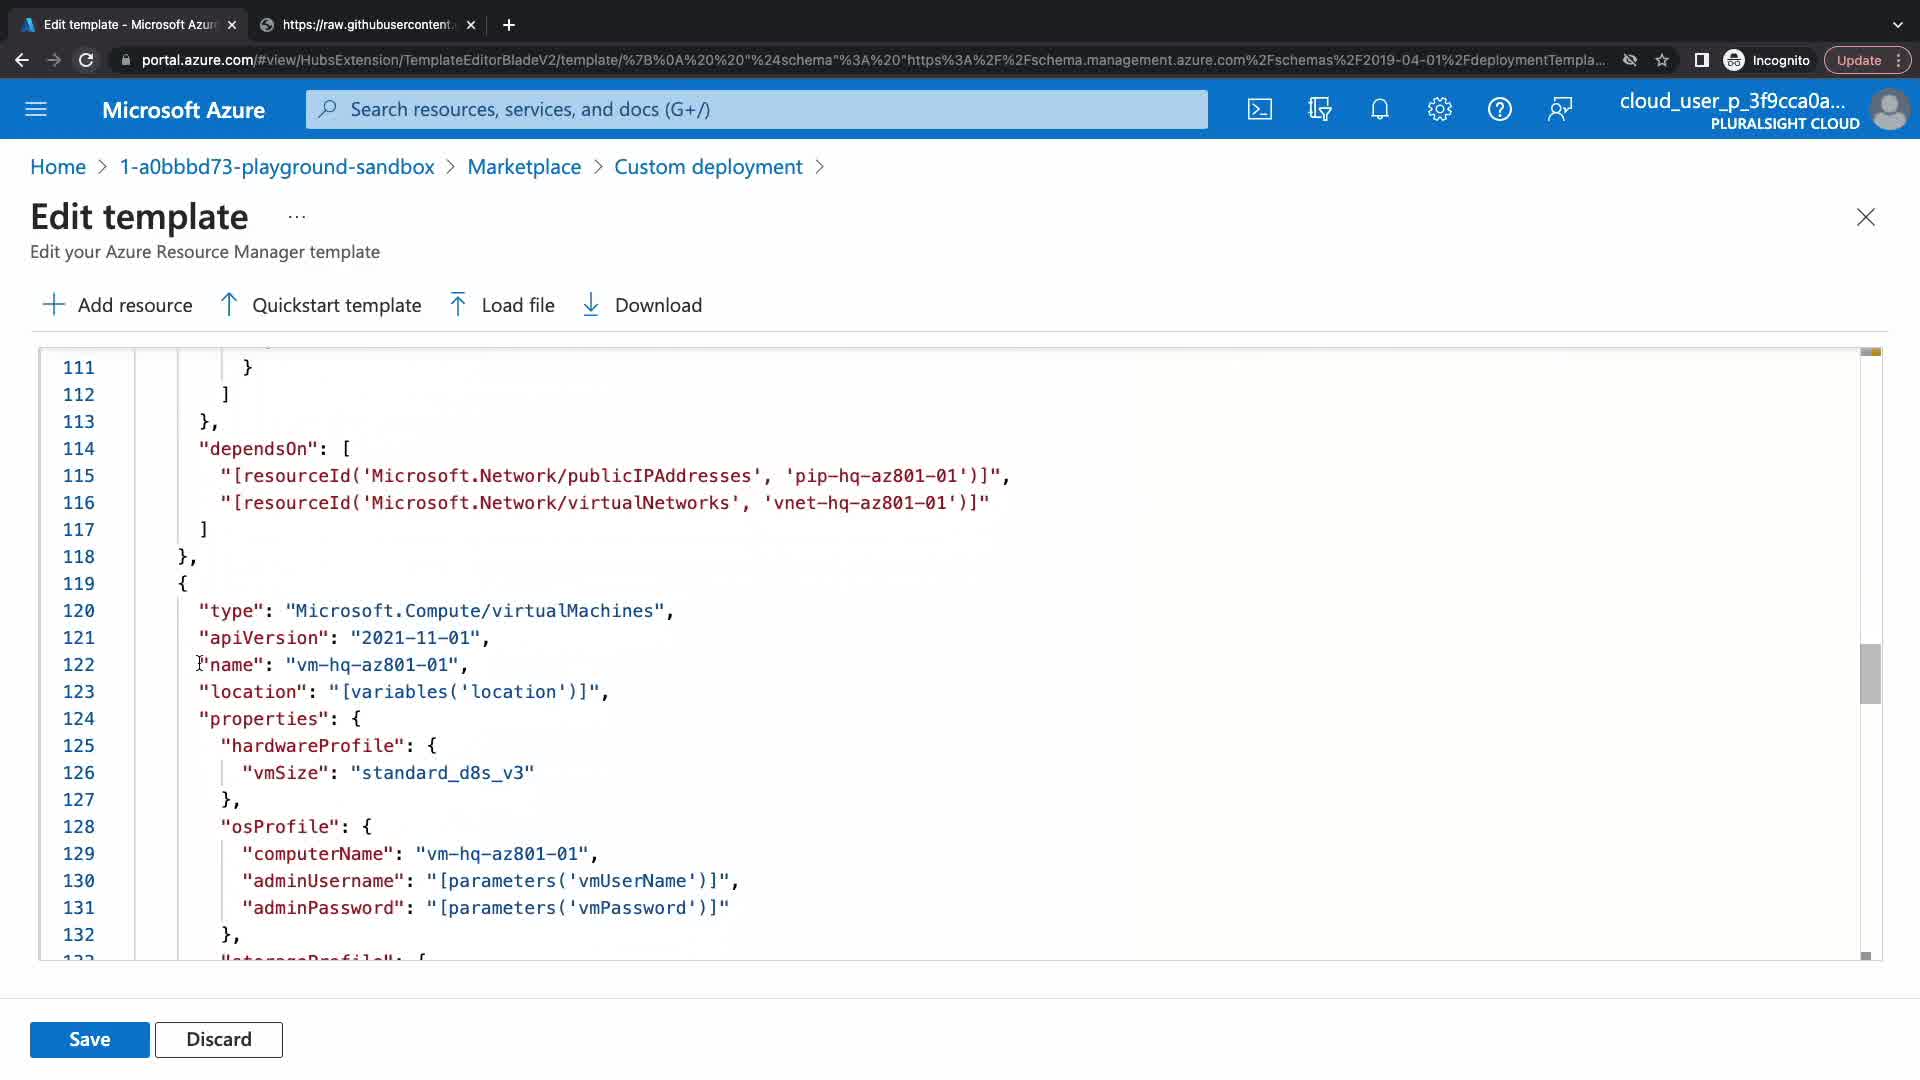 Edit template - Microsoft Azur
https://raw.githubusercontent.
portal.azure.com/#view/HubsExtension/TemplateEditorBladeV2/template/%7B%0A%20%20"%24schema"%3A%20"https%3A%2F%2Fschema.management.azure.com%2Fschemas%2F2019-04-01%2FdeploymentTempla...
Incognito
Update
Microsoft Azure
Search resources, services, and docs (G+/)
cloud_user_p_3f9cca0a...
PLURALSIGHT CLOUD
Home > 1-a0bbbd73-playground-sandbox > Marketplace > Custom deployment >
Edit template ...
Edit your Azure Resource Manager template
Add resource
Quickstart template
Load file
Download
111 }
112 ]
113 },
114 "dependsOn": [
115 "[resourceId('Microsoft.Network/publicIPAddresses', 'pip-hq-az801-01')]",
116 "[resourceId('Microsoft.Network/virtualNetworks', 'vnet-hq-az801-01')]"
117 ]
118 },
119 {
120 "type": "Microsoft.Compute/virtualMachines",
121 "apiVersion": "2021-11-01",
122 "name": "vm-hq-az801-01",
123 "location": "[variables('location')]",
124 "properties": {
125 "hardwareProfile": {
126 "vmSize": "standard_d8s_v3"
127 },
128 "osProfile": {
129 "computerName": "vm-hq-az801-01",
130 "adminUsername": "[parameters('vmUserName')]",
131 "adminPassword": "[parameters('vmPassword')]"
132 },
133 "storageProfile": {
Save
Discard